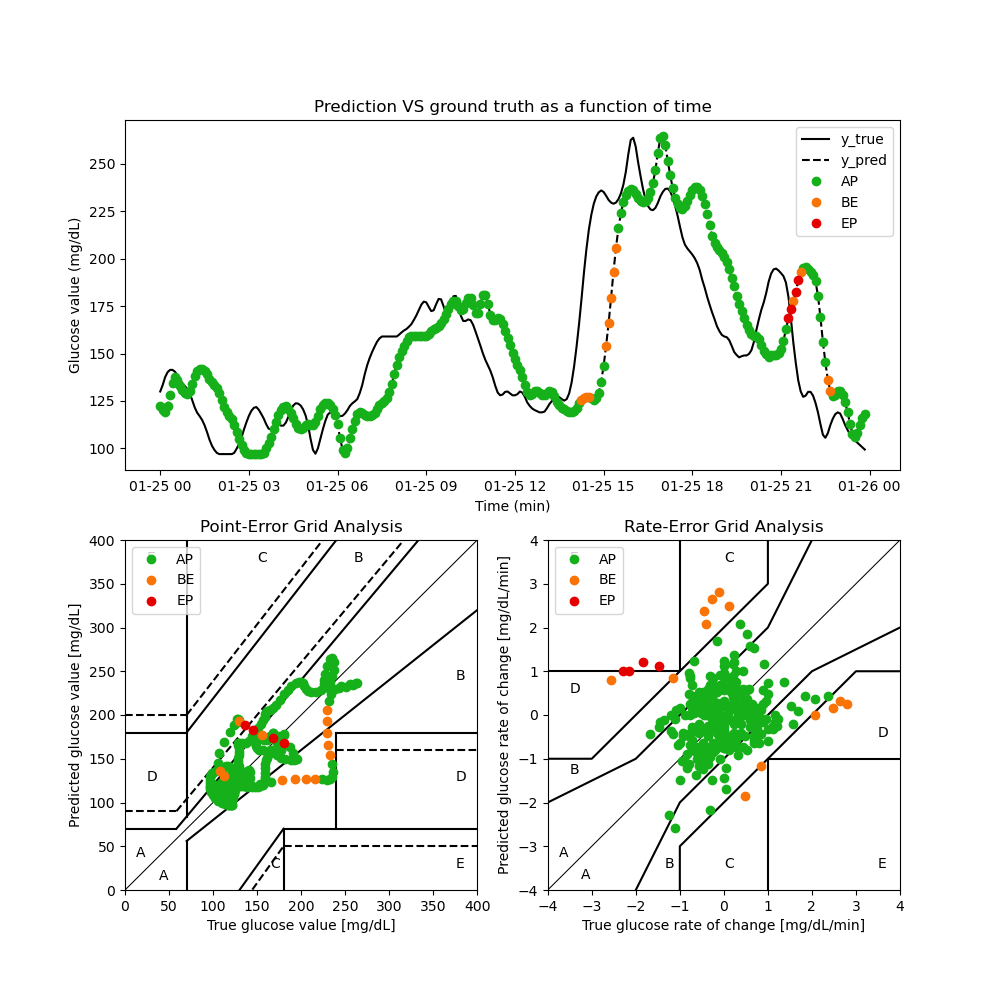 Prediction VS ground truth as a function of time
Glucose value (mg/dL)
250
225
200
175
150
125
100
y_true
y_pred
AP
BE
EP
01-25 00 01-25 03 01-25 06 01-25 09 01-25 12 01-25 15 01-25 18 01-25 21 01-26 00
Time (min)
Point-Error Grid Analysis
Predicted glucose value [mg/dL]
400
350
300
250
200
150
100
50
0
AP
BE
EP
C
B
B
D
D
A
A
C
E
0 50 100 150 200 250 300 350 400
True glucose value [mg/dL]
Rate-Error Grid Analysis
Predicted glucose rate of change [mg/dL/min]
4
3
2
1
0
−1
−2
−3
−4
AP
BE
EP
C
D
D
B
A
A
B
C
E
−4 −3 −2 −1 0 1 2 3 4
True glucose rate of change [mg/dL/min]